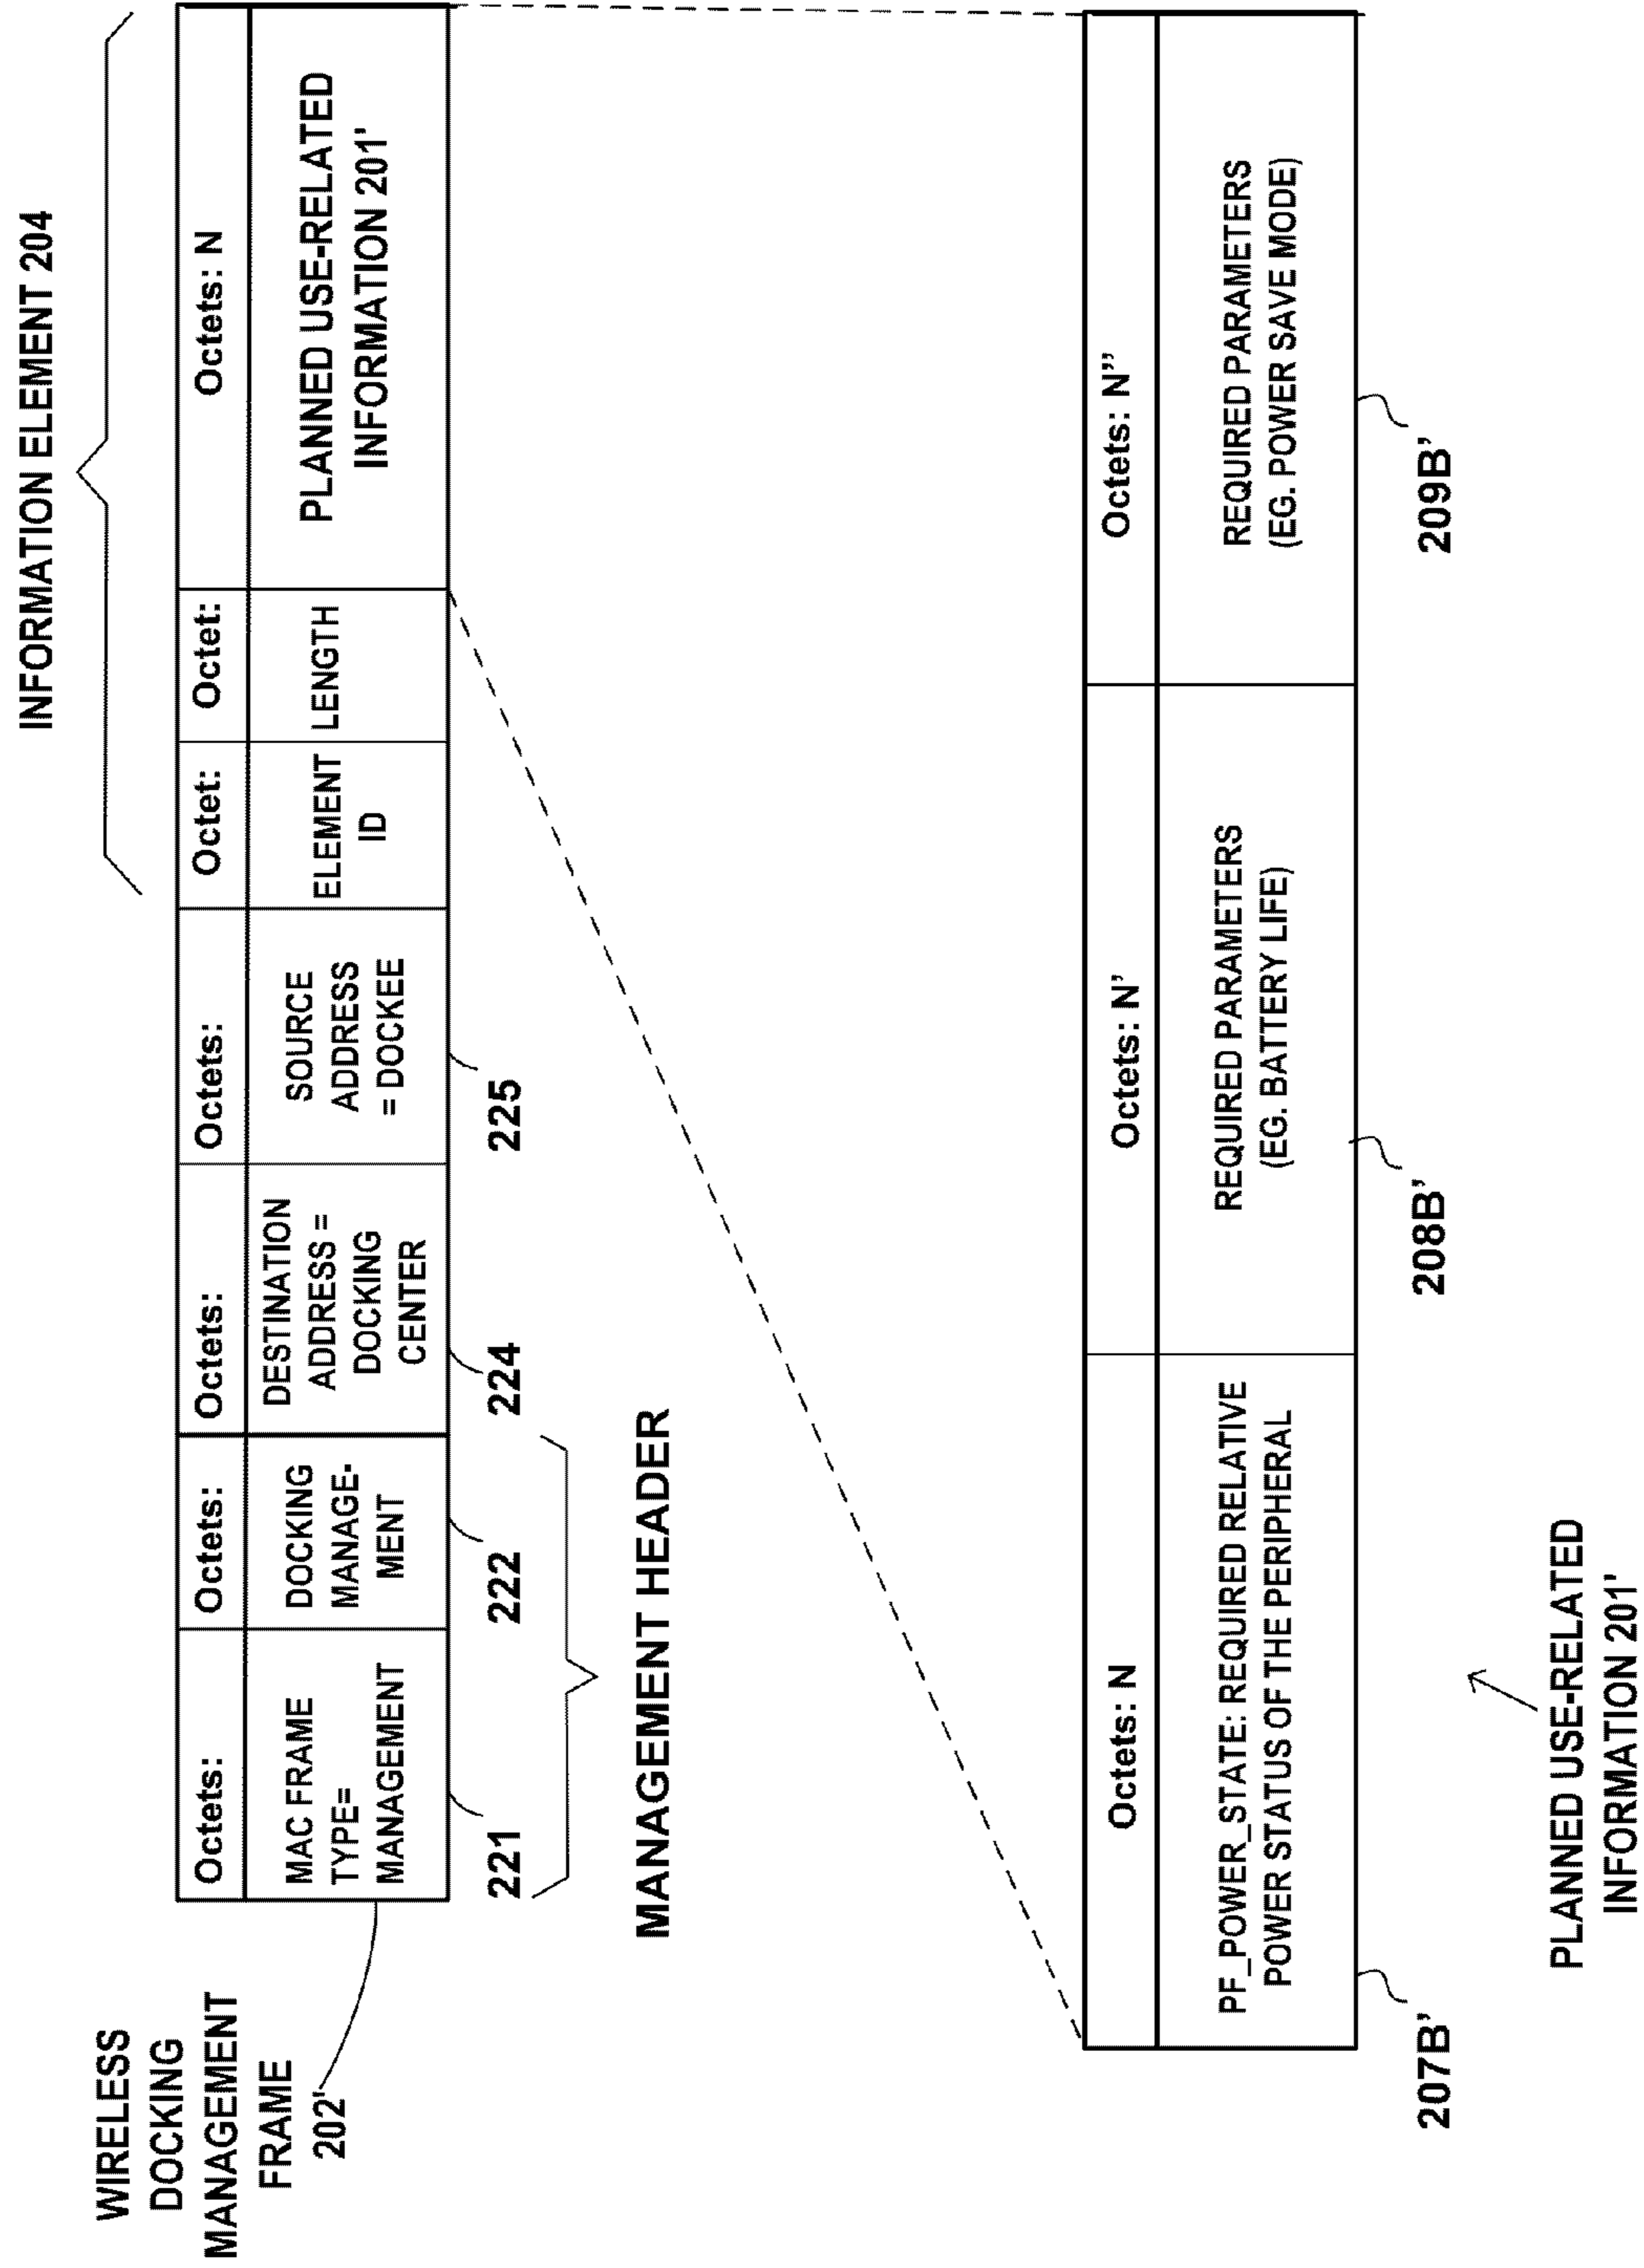 INFORMATION ELEMENT 204
WIRELESS
DOCKING
MANAGEMENT
FRAME
202'
Octets:
MAC FRAME
TYPE=
MANAGEMENT
Octets:
DOCKING
MANAGE-
MENT
Octets:
DESTINATION
ADDRESS =
DOCKING
CENTER
Octets:
SOURCE
ADDRESS
= DOCKEE
Octet:
ELEMENT
ID
Octet:
LENGTH
Octets: N
PLANNED USE-RELATED
INFORMATION 201'
221
222
224
225
MANAGEMENT HEADER
Octets: N
PF_POWER_STATE: REQUIRED RELATIVE
POWER STATUS OF THE PERIPHERAL
Octets: N'
REQUIRED PARAMETERS
(EG. BATTERY LIFE)
Octets: N''
REQUIRED PARAMETERS
(EG. POWER SAVE MODE)
207B'
208B'
209B'
PLANNED USE-RELATED
INFORMATION 201'